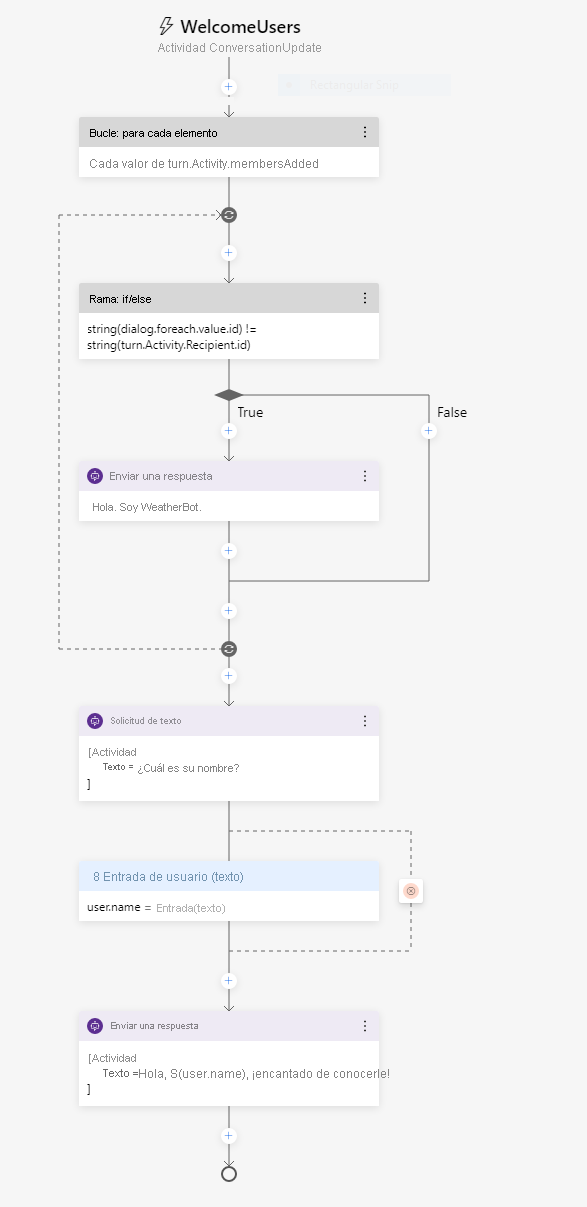 WelcomeUsers
Actividad ConversationUpdate
Rectangular Snip
Bucle: para cada elemento
Cada valor de turn.Activity.membersAdded
Rama: if/else
string(dialog.foreach.value.id) !=
string(turn.Activity.Recipient.id)
True
False
Enviar una respuesta
Hola. Soy WeatherBot.
Solicitud de texto
[Actividad
Texto = ¿Cuál es su nombre?
]
8 Entrada de usuario (texto)
user.name = Entrada(texto)
Enviar una respuesta
[Actividad
Texto =Hola, S(user.name), ¡encantado de conocerle!
]